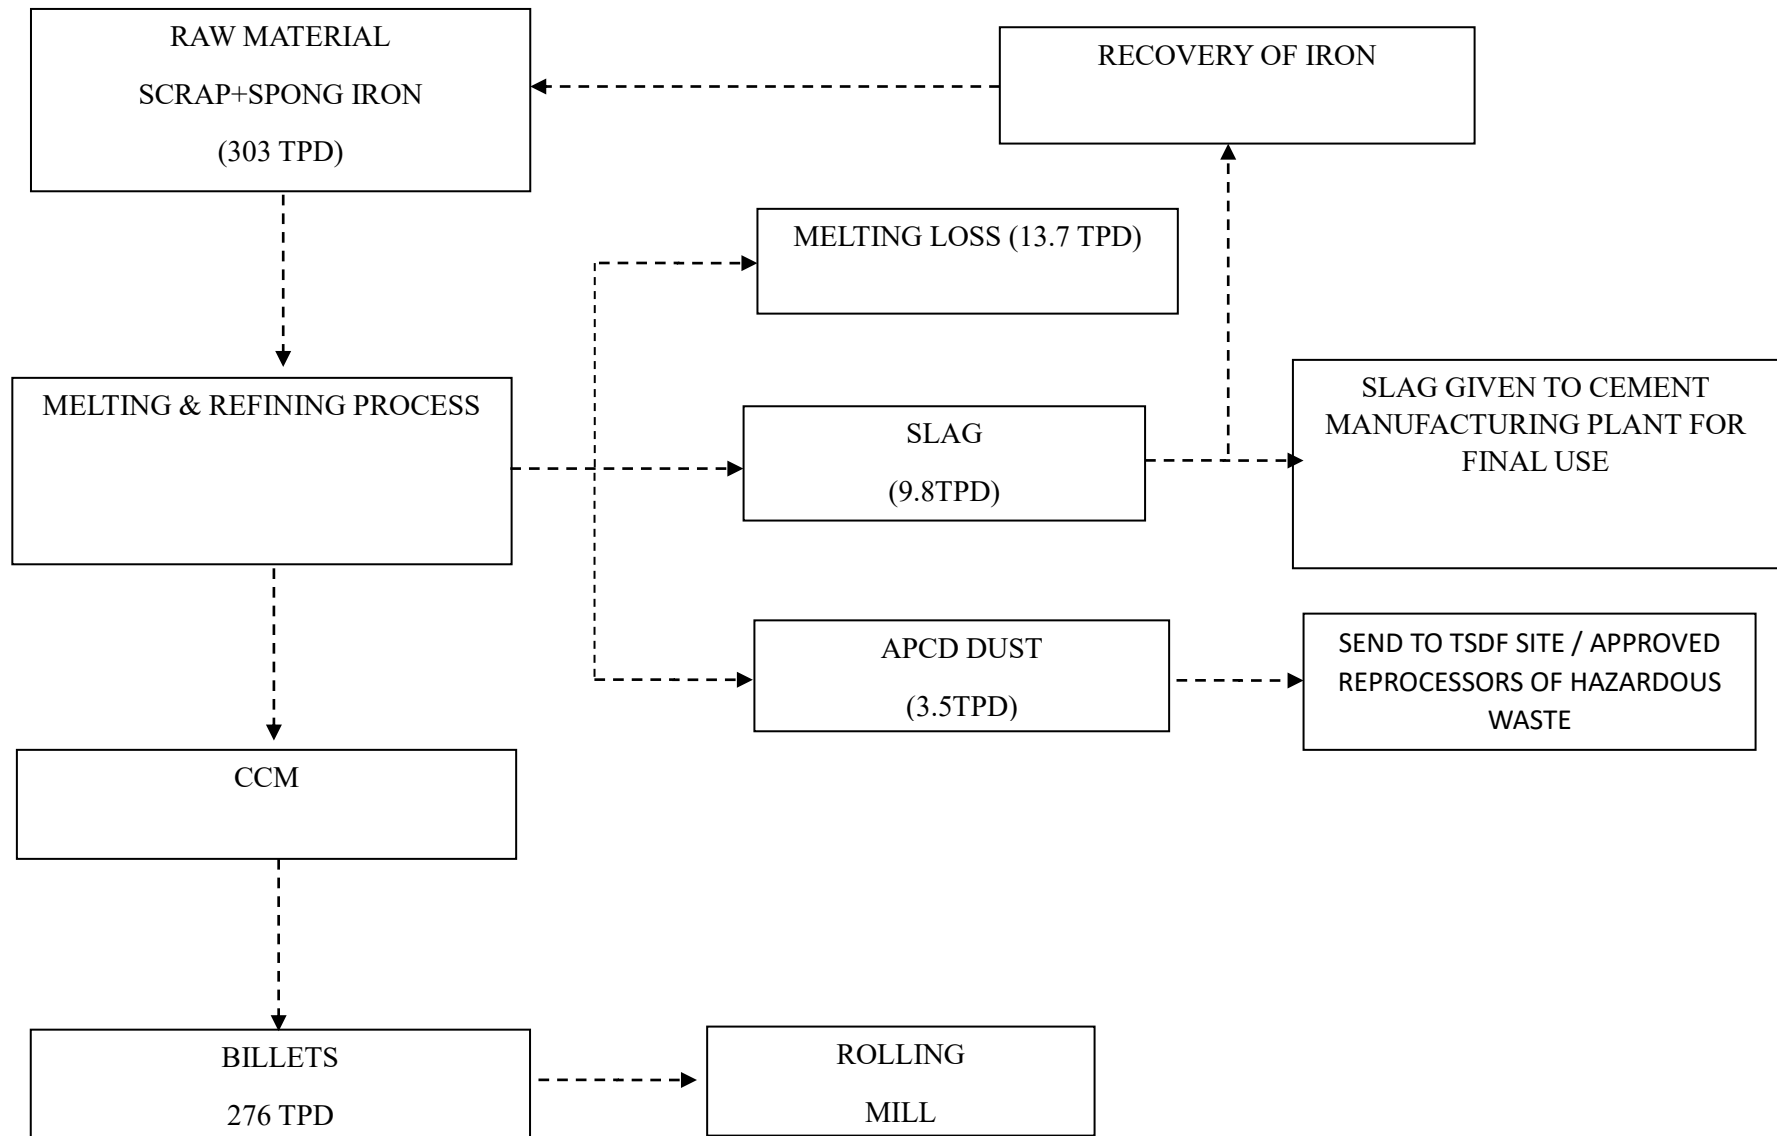 RAW MATERIAL
SCRAP+SPONG IRON
(303 TPD)
RECOVERY OF IRON
MELTING LOSS (13.7 TPD)
MELTING & REFINING PROCESS
SLAG
(9.8TPD)
SLAG GIVEN TO CEMENT
MANUFACTURING PLANT FOR
FINAL USE
APCD DUST
(3.5TPD)
SEND TO TSDF SITE / APPROVED
REPROCESSORS OF HAZARDOUS
WASTE
CCM
BILLETS
276 TPD
ROLLING
MILL